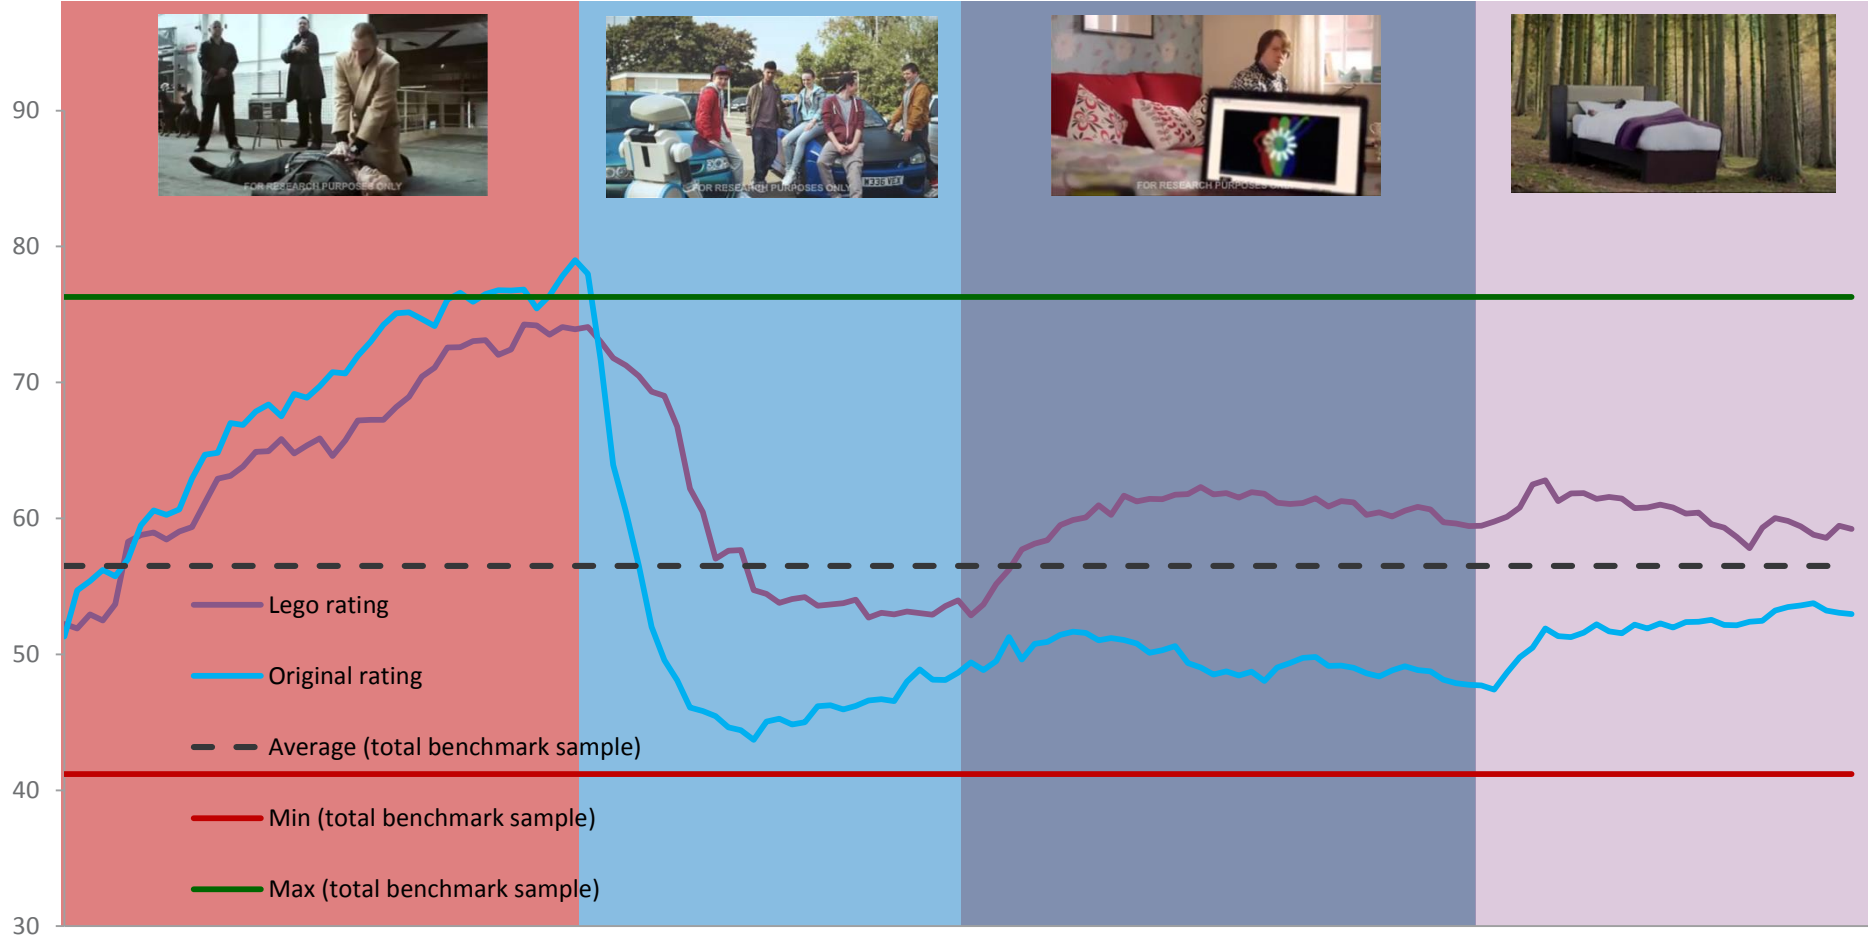 90
80
70
60
50
40
30
FOR RESEARCH PURPOSES ONLY
FOR RESEARCH PURPOSES ONLY
FOR RESEARCH PURPOSES
Lego rating
Original rating
Average (total benchmark sample)
Min (total benchmark sample)
Max (total benchmark sample)